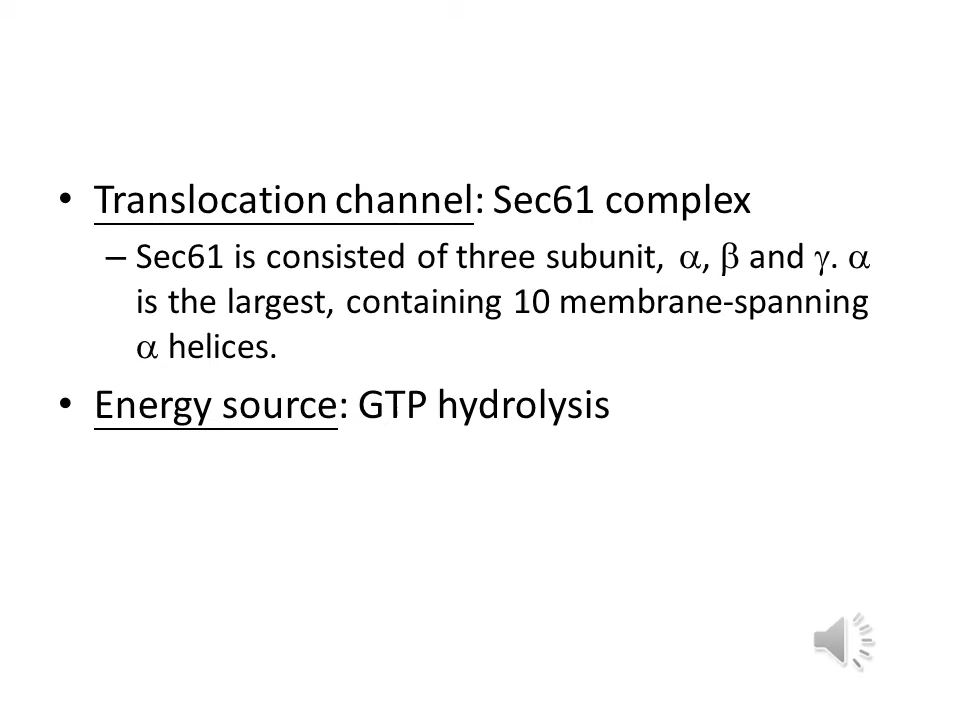 • Translocation channel: Sec61 complex
– Sec61 is consisted of three subunit, α, β and γ. α
is the largest, containing 10 membrane-spanning
α helices.
• Energy source: GTP hydrolysis